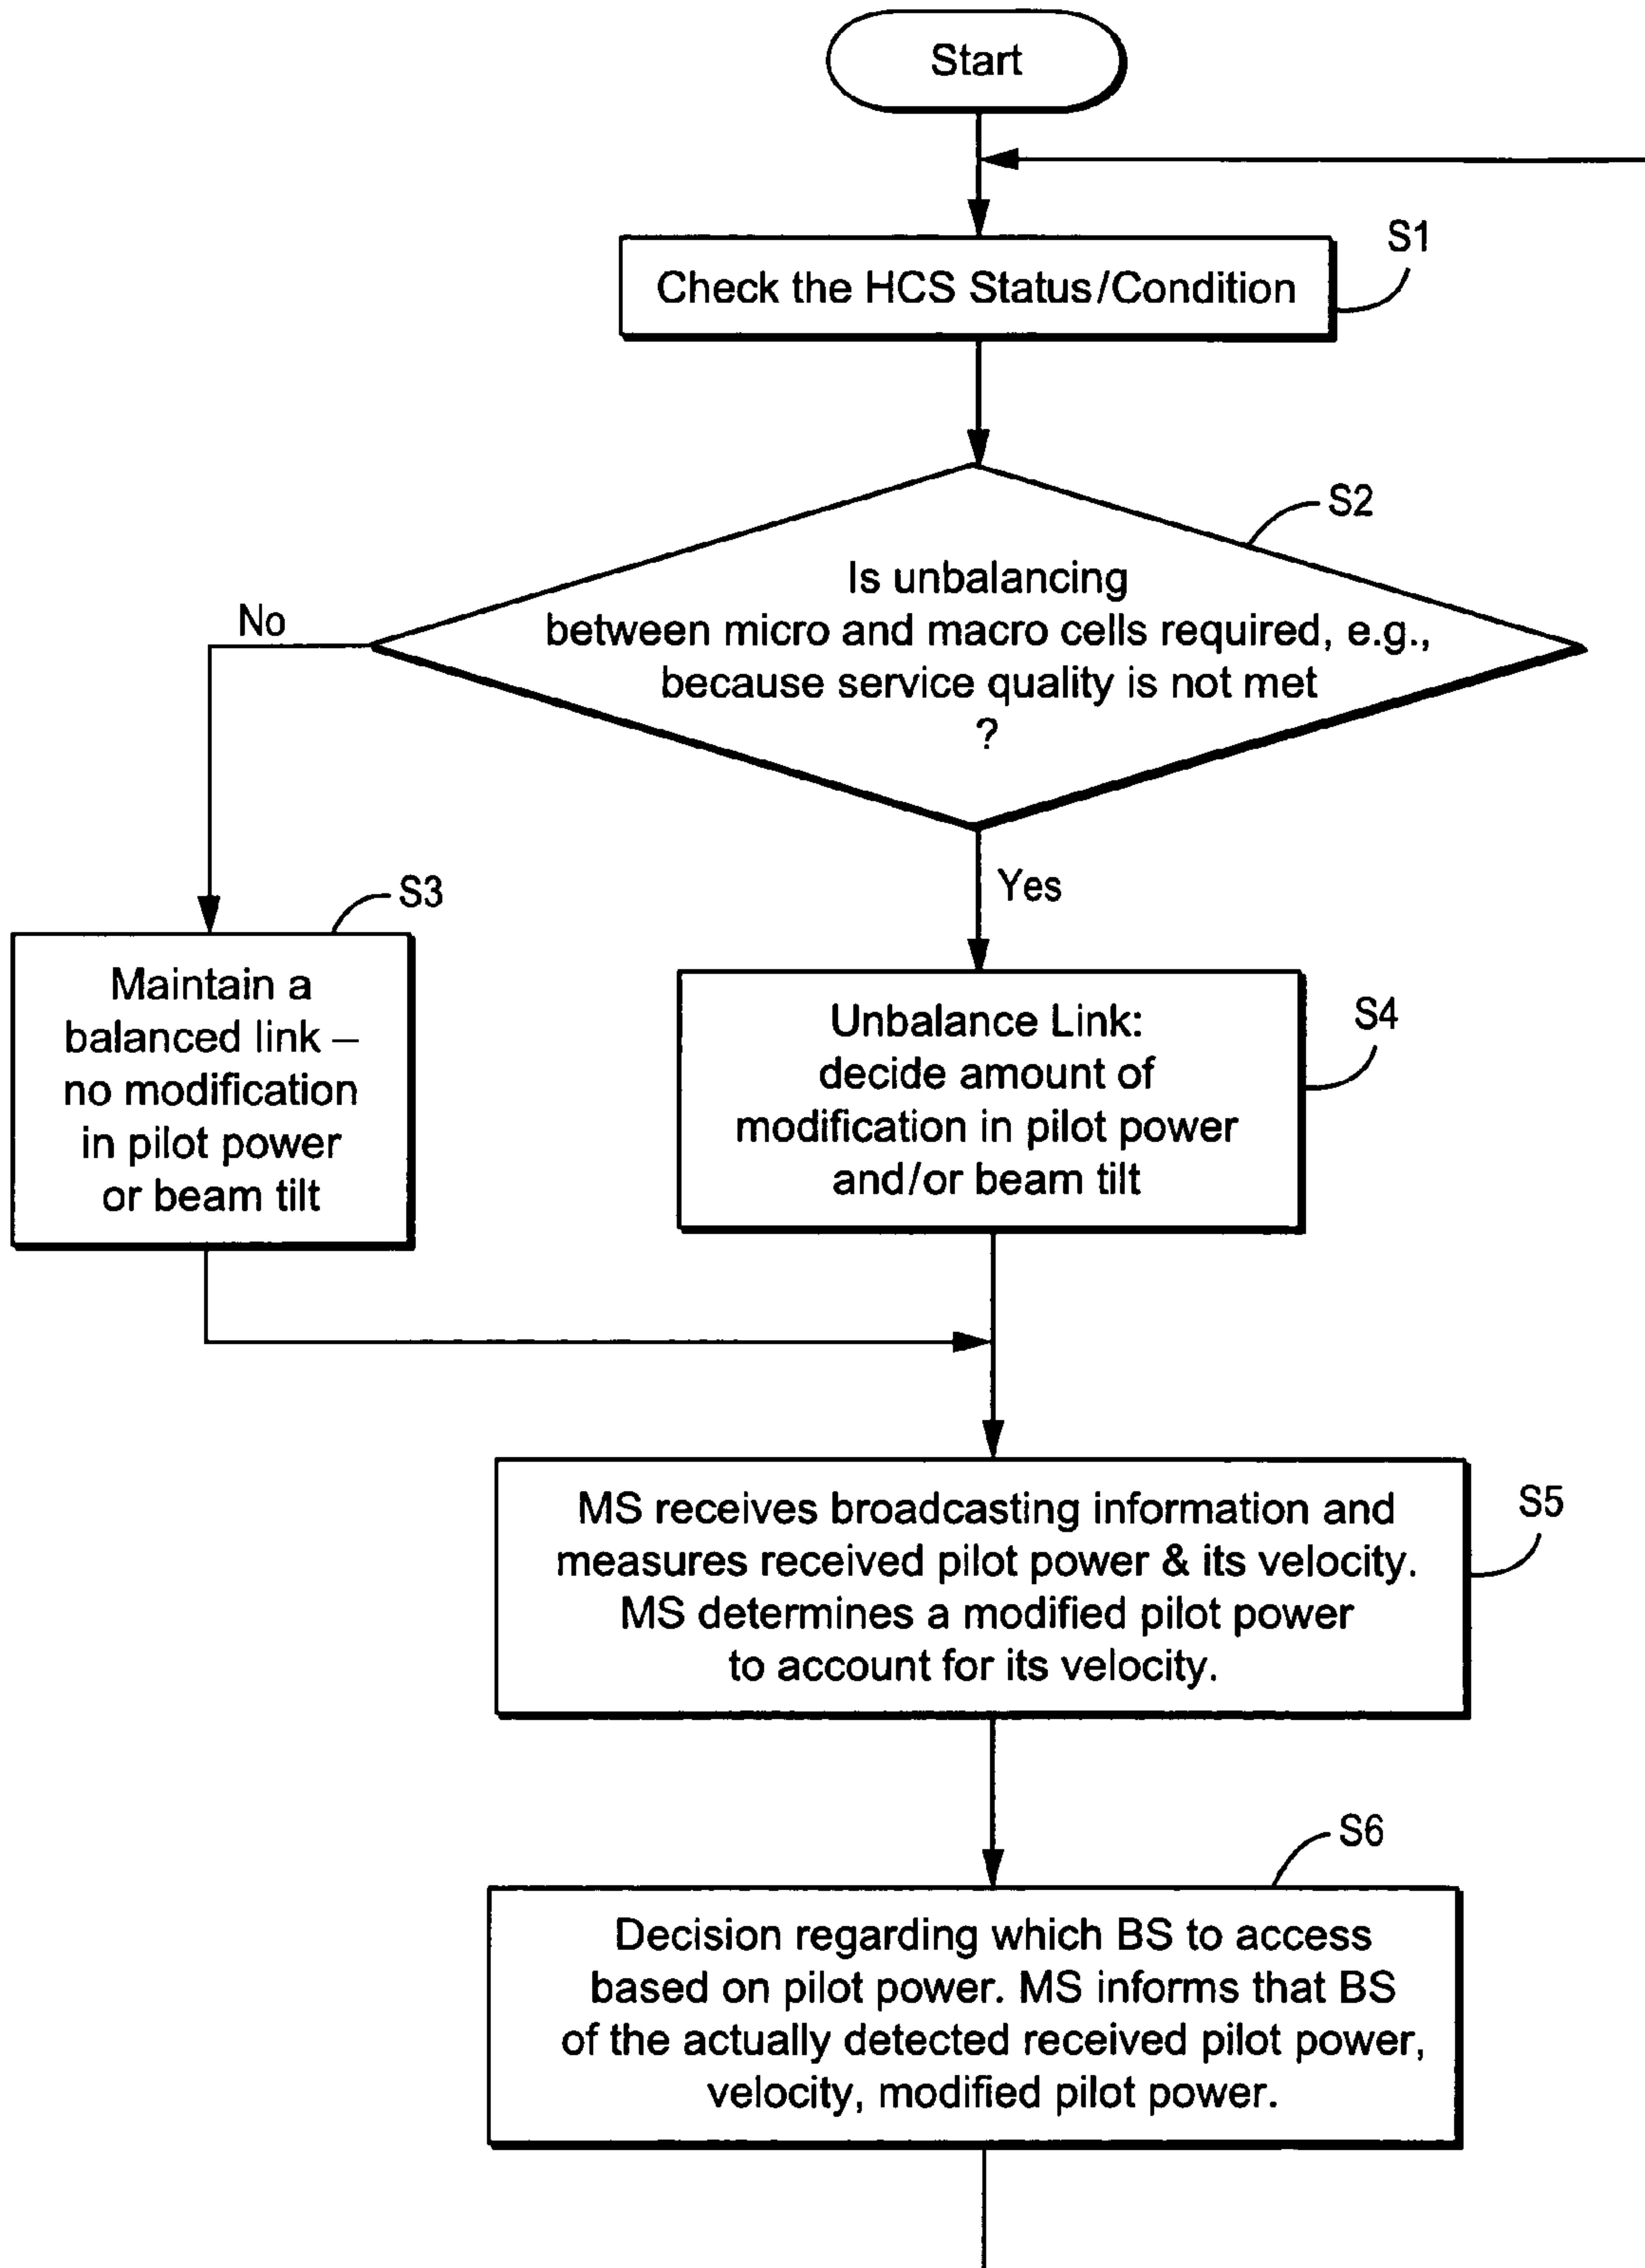 Start
S1
Check the HCS Status/Condition
S2
Is unbalancing
between micro and macro cells required, e.g.,
because service quality is not met
?
No
Yes
S3
Maintain a
balanced link –
no modification
in pilot power
or beam tilt
S4
Unbalance Link:
decide amount of
modification in pilot power
and/or beam tilt
S5
MS receives broadcasting information and
measures received pilot power & its velocity.
MS determines a modified pilot power
to account for its velocity.
S6
Decision regarding which BS to access
based on pilot power. MS informs that BS
of the actually detected received pilot power,
velocity, modified pilot power.